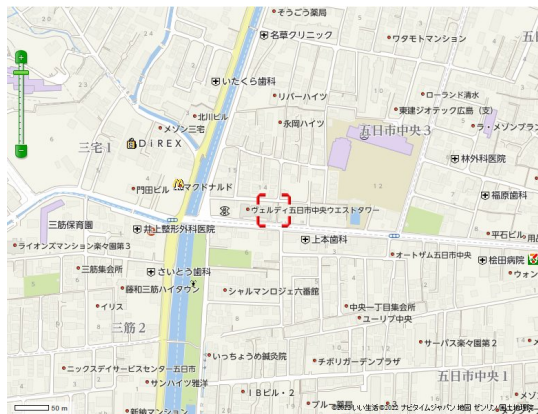 そうごう薬局
名草クリニック
ワタモトマンション
いたくら歯科
リバーハイツ
ローランド清水
東建ジオテック広島（支）
北川ビル
メゾン三宅
永岡ハイツ
五日市中央3
ラ・メゾンブラン
DiREX
三宅1
林外科医院
門田ビル
マクドナルド
福原歯科
ヴェルディ五日市中央ウエストタワー
三筋保育園
井上整形外科医院
上本歯科
平石ビル
ライオンズマンション楽々園第3
オートザム五日市中央
桧田病院
三筋集会所
さいとう歯科
ウォン
藤和三筋ハイタウン
シャルマンロジェ六番館
イリス
中央一丁目集会所
ユーリプ中央
三筋2
サーパス楽々園第2
いっちょうめ鍼灸院
チボリガーデンプラザ
ニックスデイサービスセンター五日市
五日市中央1
サンハイツ雅洋
IBビル・2
メゾ
50 m
新鯰マンション